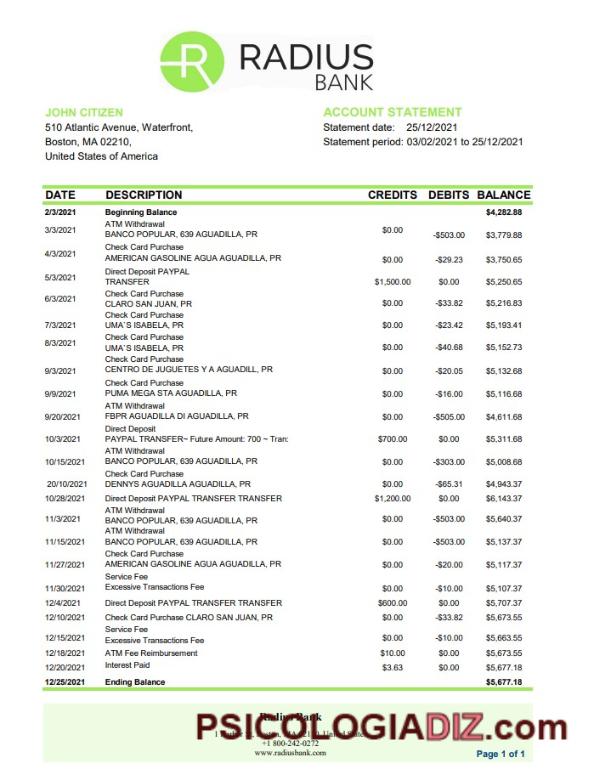 R RADIUS
BANK
JOHN CITIZEN
510 Atlantic Avenue, Waterfront,
Boston, MA 02210,
United States of America
ACCOUNT STATEMENT
Statement date: 25/12/2021
Statement period: 03/02/2021 to 25/12/2021
DATE DESCRIPTION CREDITS DEBITS BALANCE
2/3/2021 Beginning Balance $4,282.88
ATM Withdrawal
3/3/2021 BANCO POPULAR, 639 AGUADILLA, PR $0.00 -$503.00 $3,779.88
Check Card Purchase
4/3/2021 AMERICAN GASOLINE AGUA AGUADILLA, PR $0.00 -$29.23 $3,750.65
Direct Deposit PAYPAL
5/3/2021 TRANSFER $1,500.00 $0.00 $5,250.65
Check Card Purchase
6/3/2021 CLARO SAN JUAN, PR $0.00 -$33.82 $5,216.83
Check Card Purchase
7/3/2021 UMA`S ISABELA, PR $0.00 -$23.42 $5,193.41
Check Card Purchase
8/3/2021 UMA`S ISABELA, PR $0.00 -$40.68 $5,152.73
Check Card Purchase
9/3/2021 CENTRO DE JUGUETES Y A AGUADILL, PR $0.00 -$20.05 $5,132.68
Check Card Purchase
9/9/2021 PUMA MEGA STA AGUADILLA, PR $0.00 -$16.00 $5,116.68
ATM Withdrawal
9/20/2021 FBPR AGUADILLA DI AGUADILLA, PR $0.00 -$505.00 $4,611.68
Direct Deposit
10/3/2021 PAYPAL TRANSFER~ Future Amount: 700 ~ Tran: $700.00 $0.00 $5,311.68
ATM Withdrawal
10/15/2021 BANCO POPULAR, 639 AGUADILLA, PR $0.00 -$303.00 $5,008.68
Check Card Purchase
20/10/2021 DENNYS AGUADILLA AGUADILLA, PR $0.00 -$65.31 $4,943.37
10/28/2021 Direct Deposit PAYPAL TRANSFER TRANSFER $1,200.00 $0.00 $6,143.37
ATM Withdrawal
11/3/2021 BANCO POPULAR, 639 AGUADILLA, PR $0.00 -$503.00 $5,640.37
ATM Withdrawal
11/15/2021 BANCO POPULAR, 639 AGUADILLA, PR $0.00 -$503.00 $5,137.37
Check Card Purchase
11/27/2021 AMERICAN GASOLINE AGUA AGUADILLA, PR $0.00 -$20.00 $5,117.37
Service Fee
11/30/2021 Excessive Transactions Fee $0.00 -$10.00 $5,107.37
12/4/2021 Direct Deposit PAYPAL TRANSFER TRANSFER $600.00 $0.00 $5,707.37
12/10/2021 Check Card Purchase CLARO SAN JUAN, PR $0.00 -$33.82 $5,673.55
Service Fee
12/15/2021 Excessive Transactions Fee $0.00 -$10.00 $5,663.55
12/18/2021 ATM Fee Reimbursement $10.00 $0.00 $5,673.55
12/20/2021 Interest Paid $3.63 $0.00 $5,677.18
12/25/2021 Ending Balance $5,677.18
Radius Bank
PSICOLOGIADIZ.com
+1 800-242-0272
www.radiusbank.com
Page 1 of 1